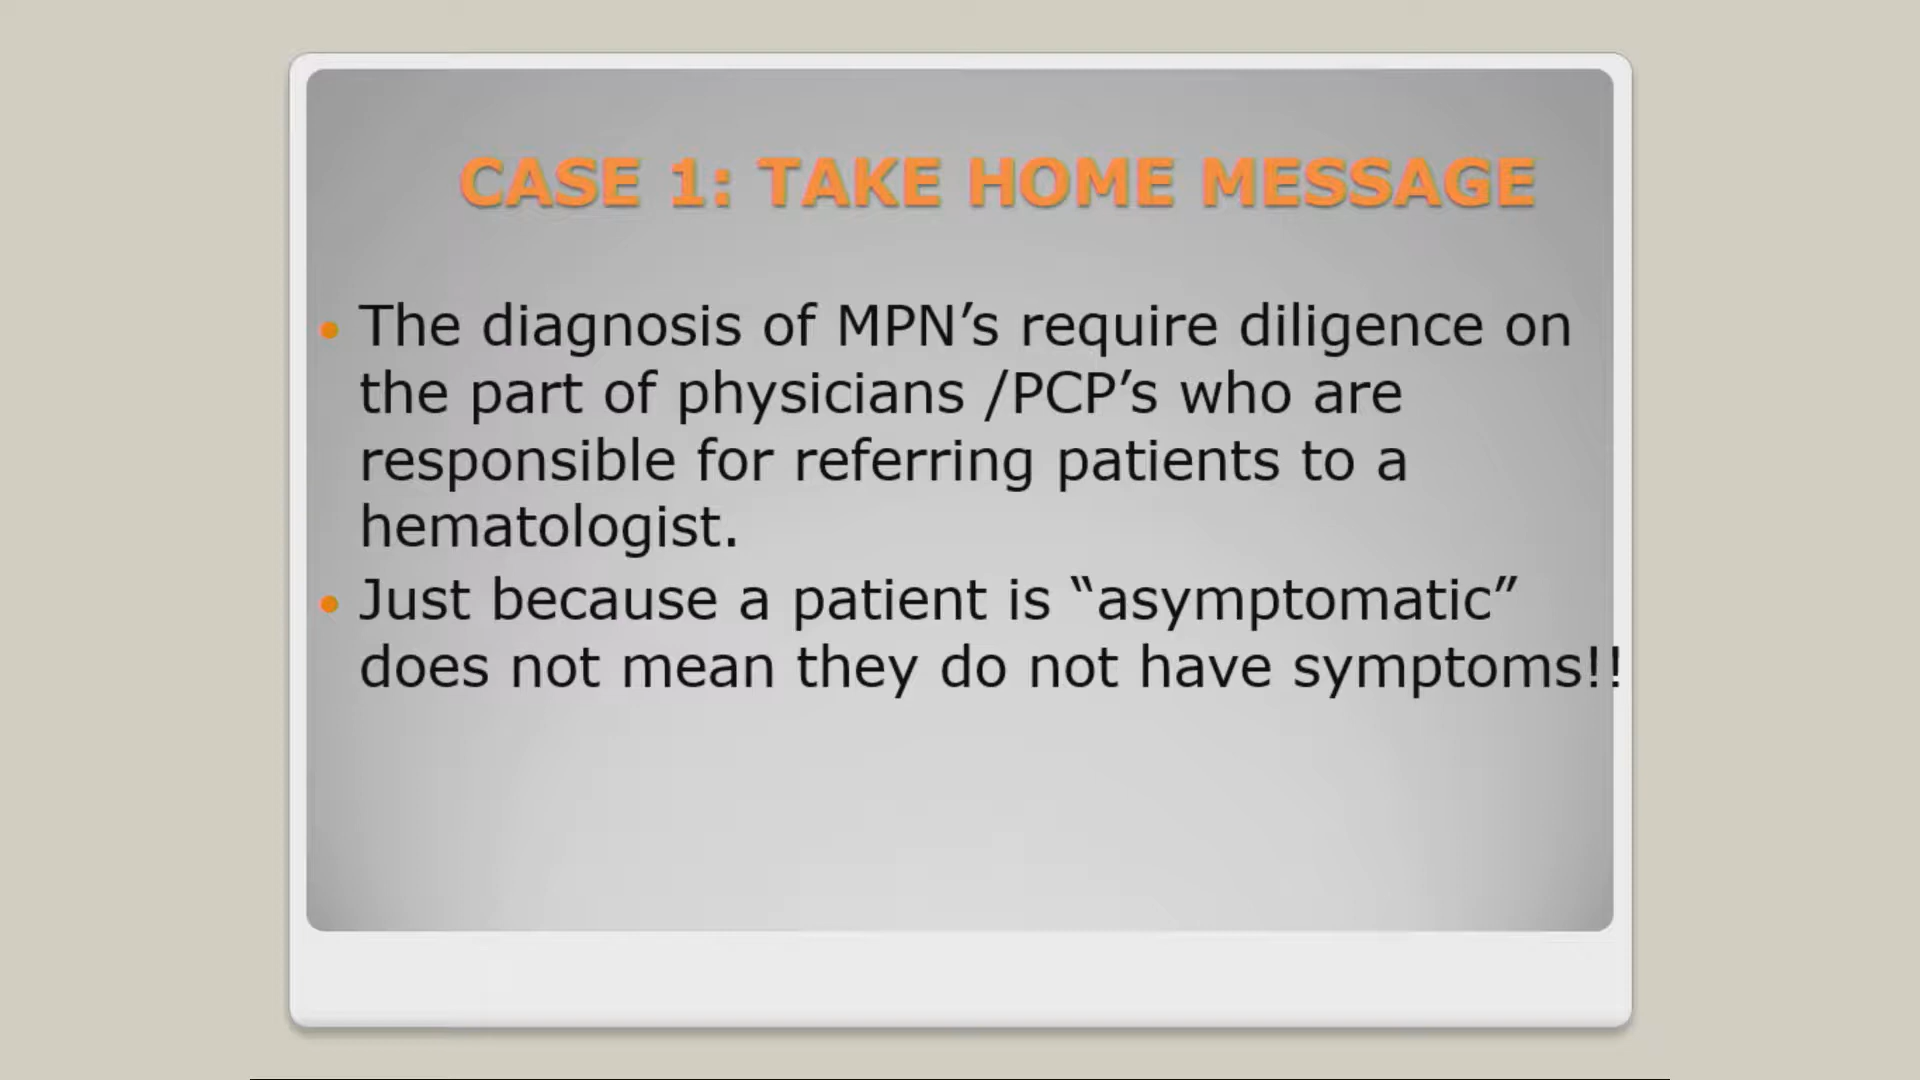 CASE 1: TAKE HOME MESSAGE
• The diagnosis of MPN’s require diligence on
the part of physicians /PCP’s who are
responsible for referring patients to a
hematologist.
• Just because a patient is “asymptomatic”
does not mean they do not have symptoms!!